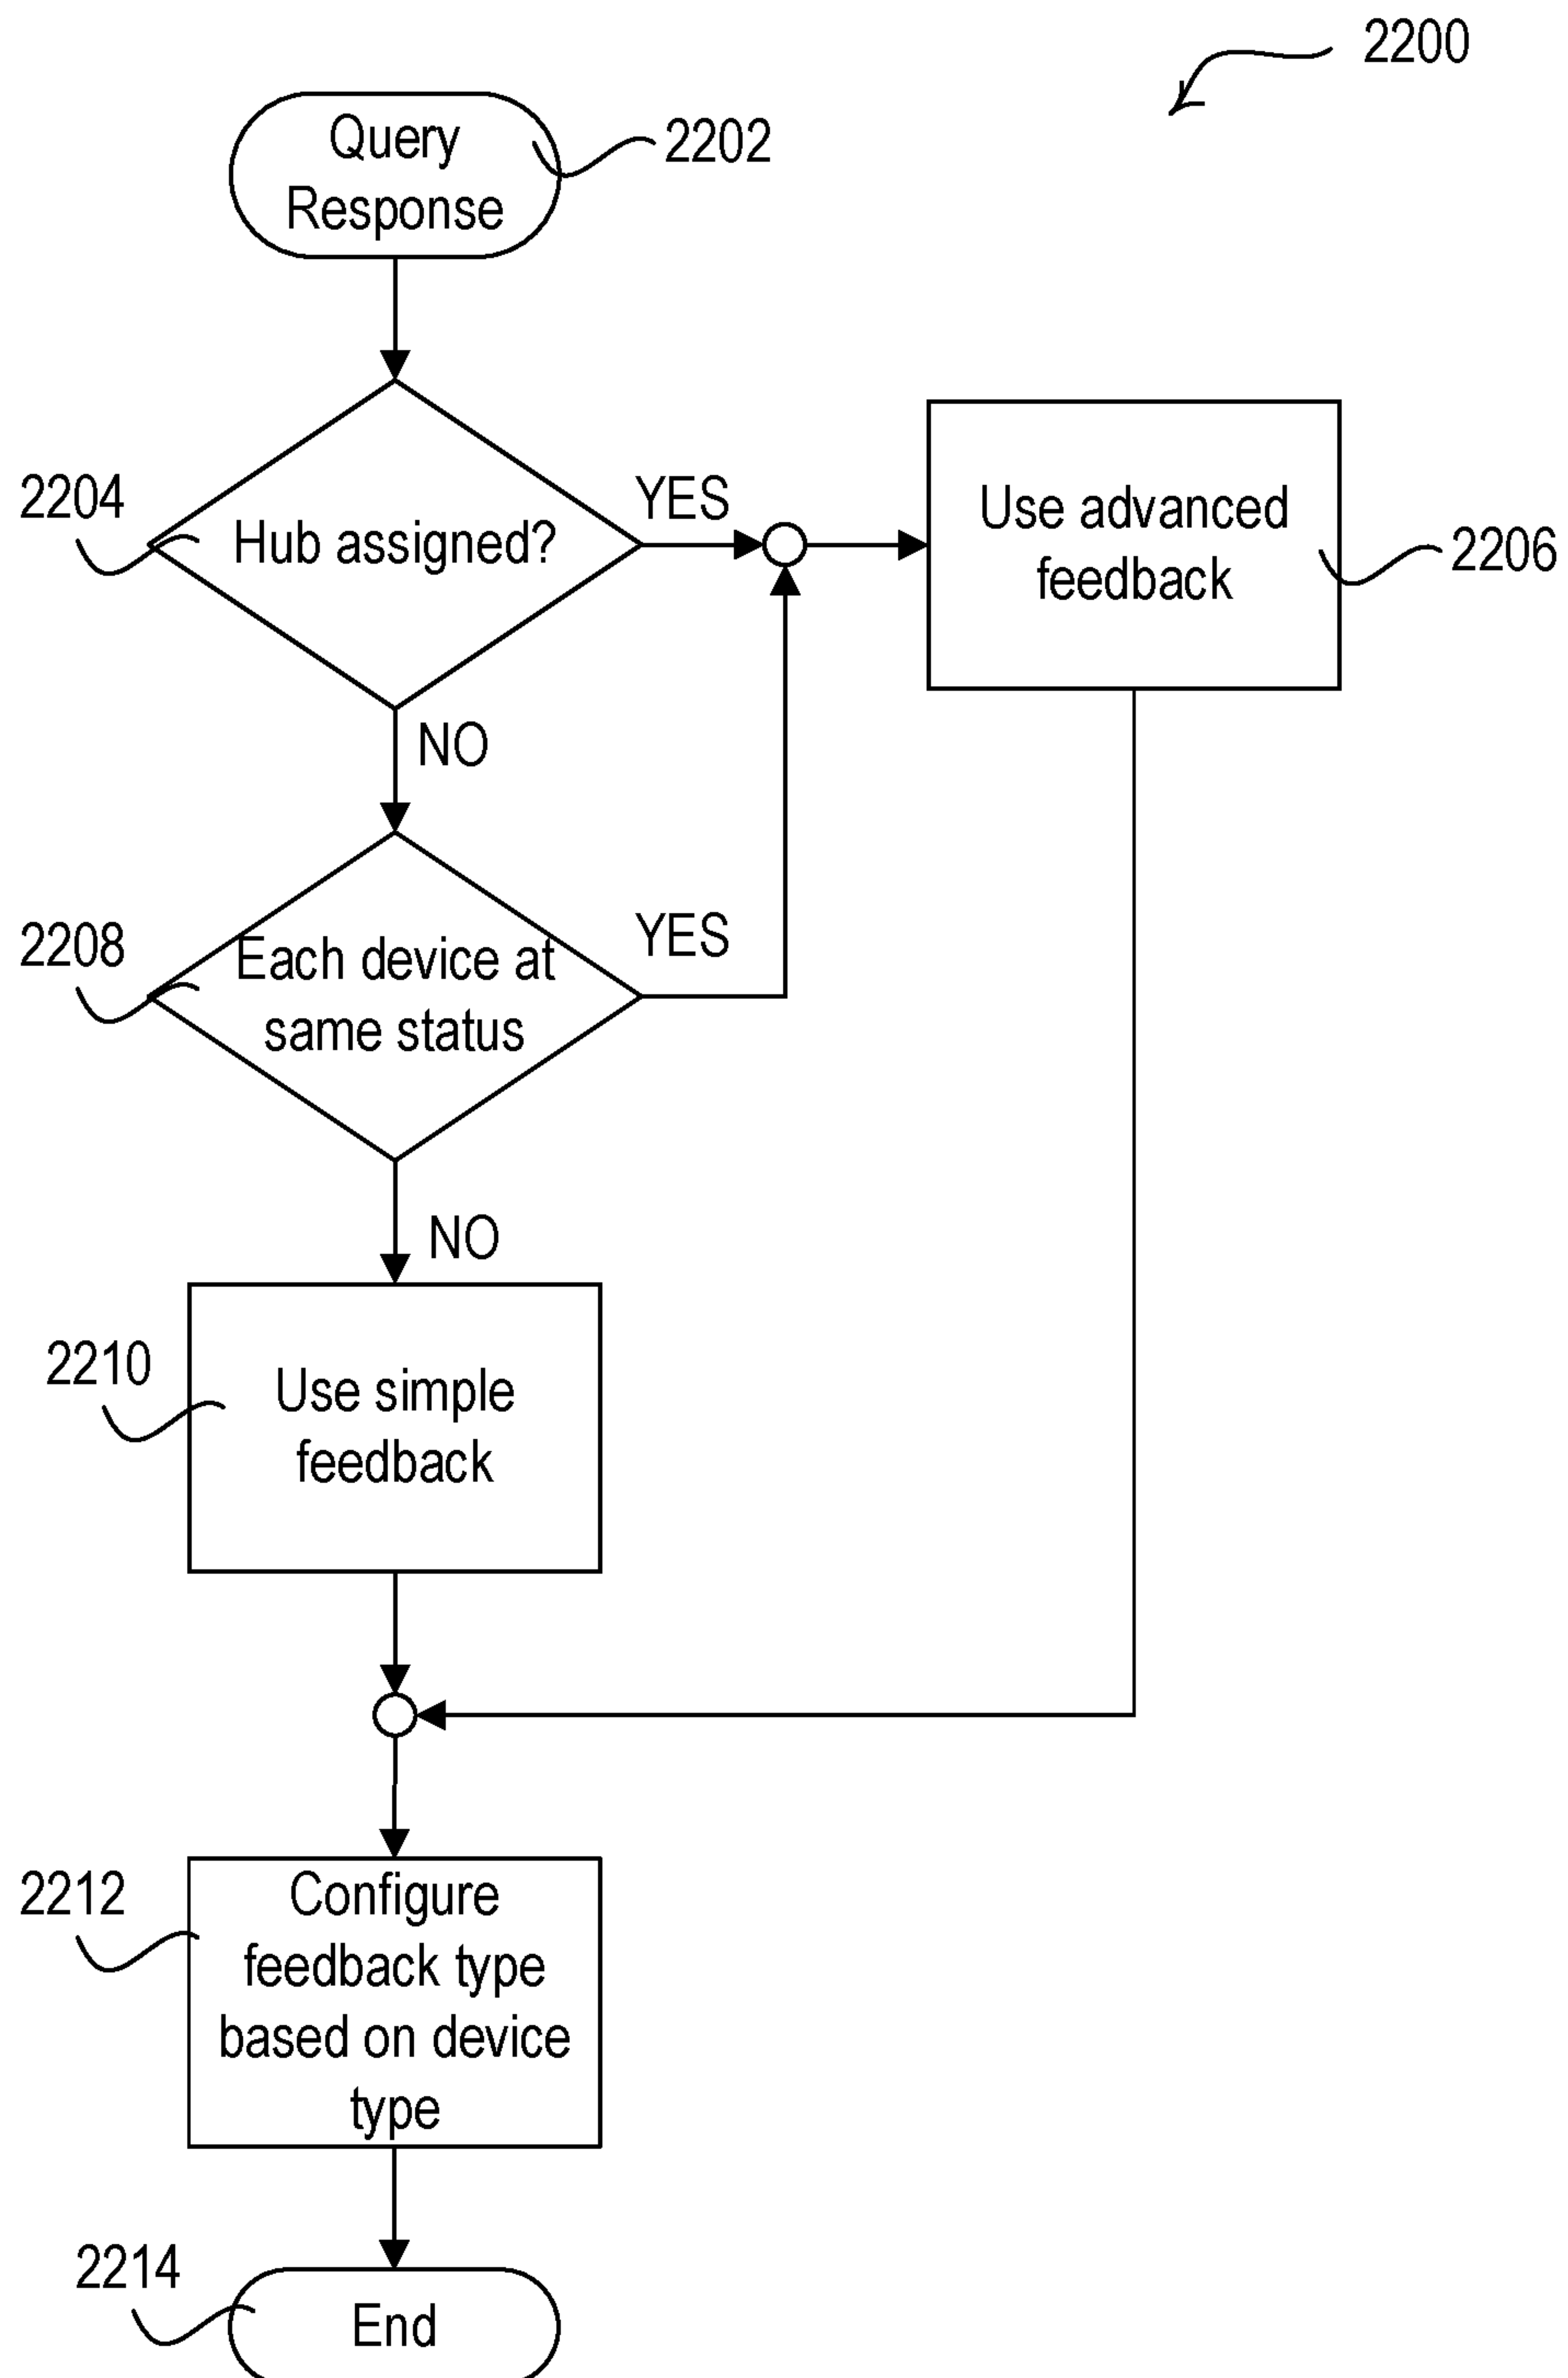 2200
Query
Response
2202
2204
Hub assigned?
YES
Use advanced
feedback
2206
NO
2208
Each device at
same status
YES
NO
2210
Use simple
feedback
2212
Configure
feedback type
based on device
type
2214
End